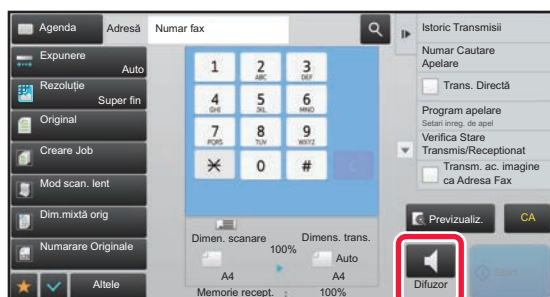 Agenda
Adresă
Numar fax
Istoric Transmisii
Expunere
Auto
Numar Cautare
Apelare
Rezoluție
Super fin
Trans. Directă
Original
Program apelare
Setari inreg. de apel
Creare Job
Verifica Stare
Transmis/Receptionat
Mod scan. lent
Transm. ac. imagine
ca Adresa Fax
Dim.mixtă orig
Numarare Originale
Altele
1
2 ABC
3 DEF
4 GHI
5 JKL
6 MNO
7 PQRS
8 TUV
9 WXYZ
0
#
Dimen. scanare
100%
Dimens. trans.
Auto
A4
A4
Memorie recept. : 100%
Previzualiz.
CA
Difuzor
Start